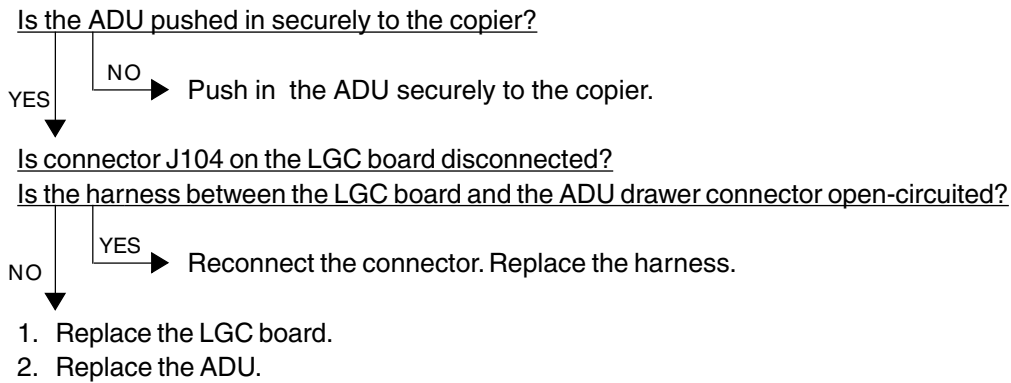 Is the ADU pushed in securely to the copier?
NO
Push in the ADU securely to the copier.
YES
Is connector J104 on the LGC board disconnected?
Is the harness between the LGC board and the ADU drawer connector open-circuited?
YES
Reconnect the connector. Replace the harness.
NO
1. Replace the LGC board.
2. Replace the ADU.